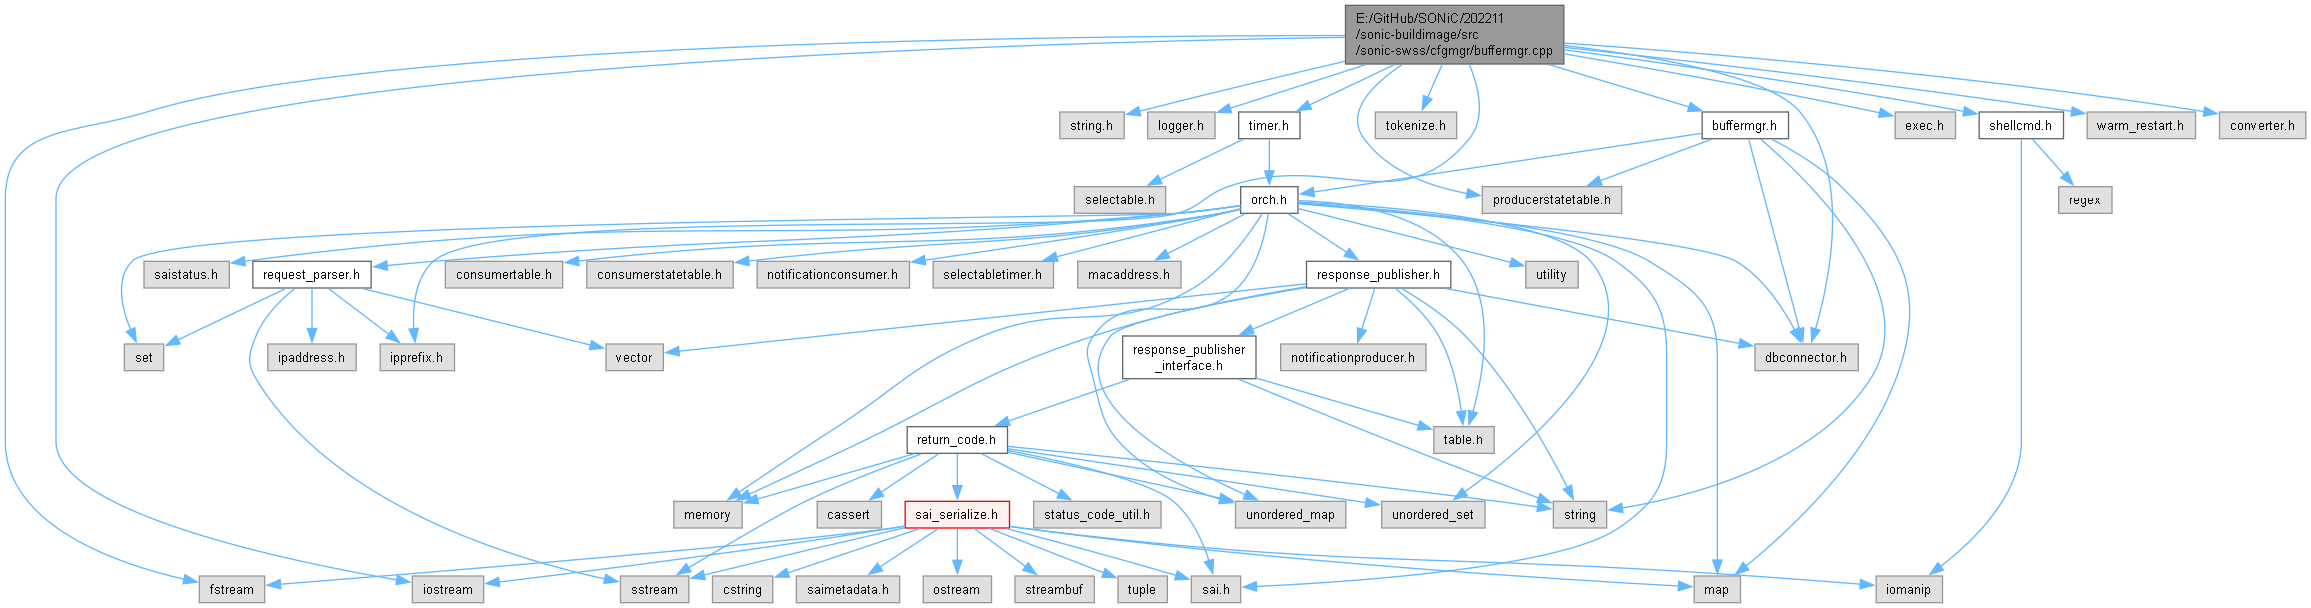 E:/GitHub/SONiC/202211
/sonic-buildimage/src
/sonic-swss/cfgmgr/buffermgr.cpp
string.h
logger.h
timer.h
tokenize.h
buffermgr.h
exec.h
shellcmd.h
warm_restart.h
converter.h
selectable.h
orch.h
producerstatetable.h
regex
saistatus.h
request_parser.h
consumertable.h
consumerstatetable.h
notificationconsumer.h
selectabletimer.h
macaddress.h
response_publisher.h
utility
set
ipaddress.h
ipprefix.h
vector
response_publisher
_interface.h
notificationproducer.h
dbconnector.h
return_code.h
table.h
memory
cassert
sai_serialize.h
status_code_util.h
unordered_map
unordered_set
string
fstream
iostream
sstream
cstring
saimetadata.h
ostream
streambuf
tuple
sai.h
map
iomanip